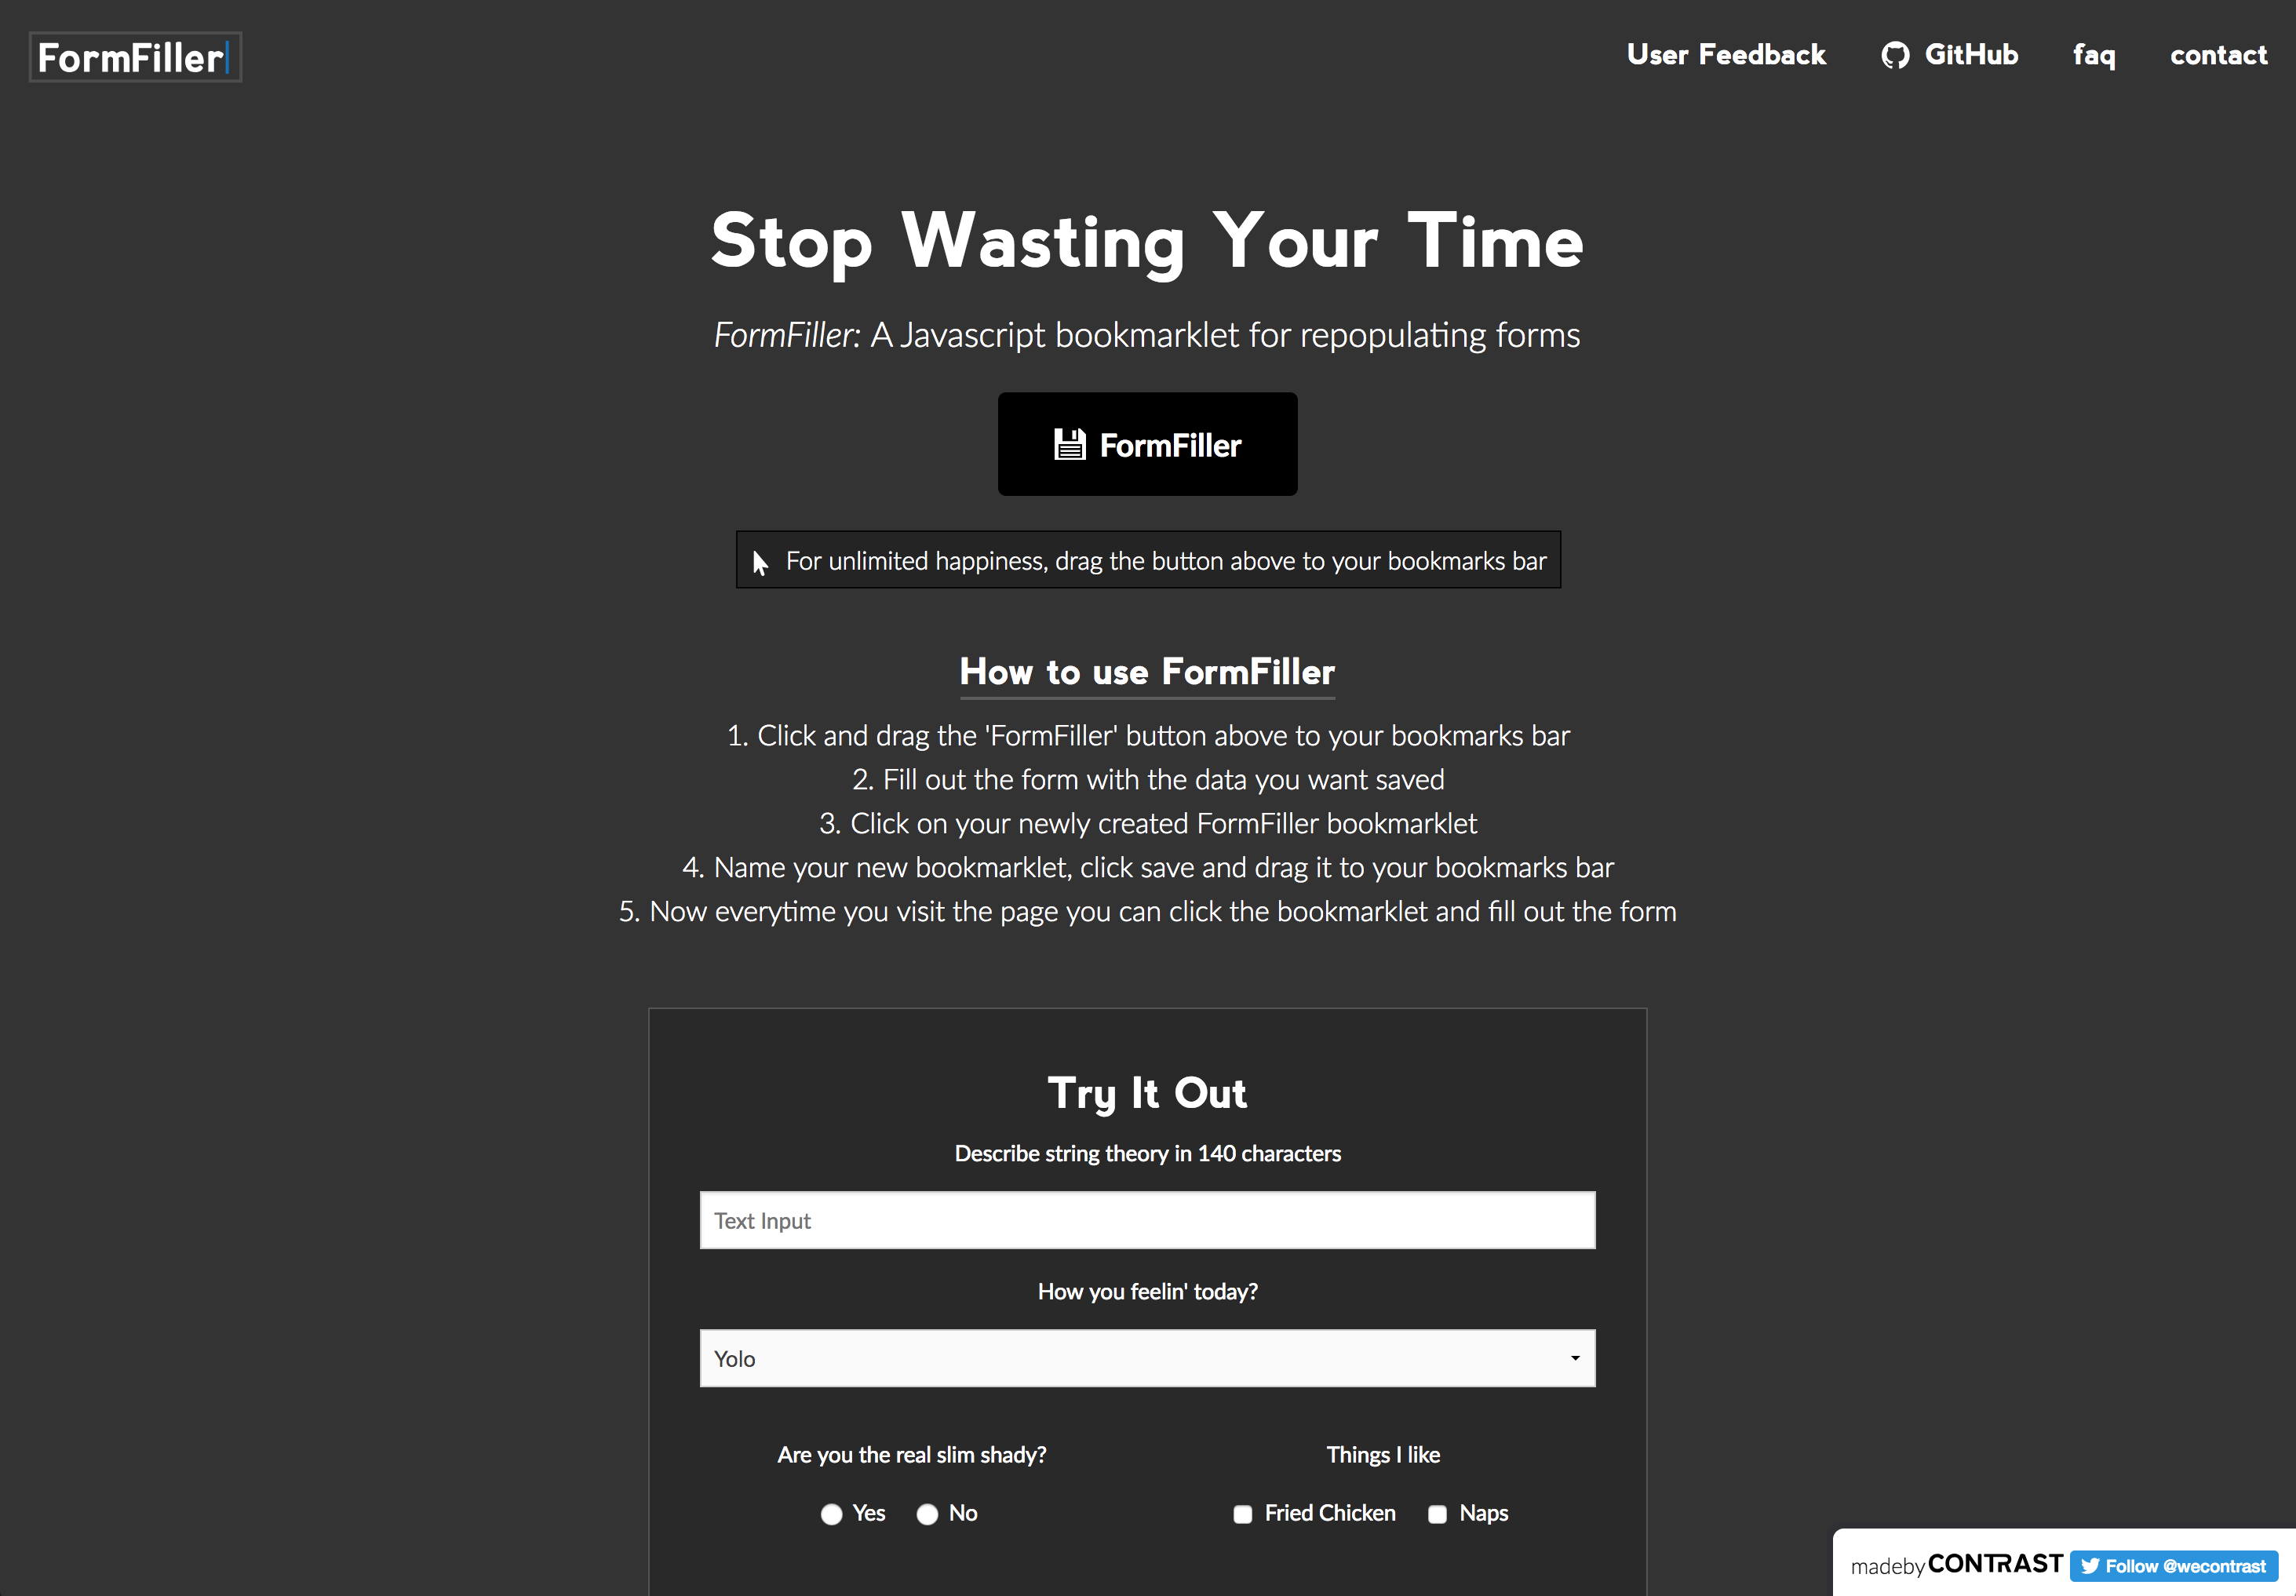 FormFiller
User Feedback GitHub faq contact
Stop Wasting Your Time
FormFiller: A Javascript bookmarklet for repopulating forms
FormFiller
For unlimited happiness, drag the button above to your bookmarks bar
How to use FormFiller
1. Click and drag the 'FormFiller' button above to your bookmarks bar
2. Fill out the form with the data you want saved
3. Click on your newly created FormFiller bookmarklet
4. Name your new bookmarklet, click save and drag it to your bookmarks bar
5. Now everytime you visit the page you can click the bookmarklet and fill out the form
Try It Out
Describe string theory in 140 characters
Text Input
How you feelin' today?
Yolo
Are you the real slim shady? Things I like
Yes No Fried Chicken Naps
madeby CONTRAST Follow @wecontrast